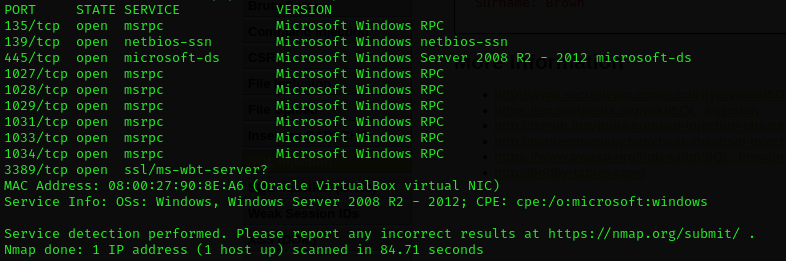 PORT     STATE SERVICE            VERSION
135/tcp  open  msrpc              Microsoft Windows RPC
139/tcp  open  netbios-ssn        Microsoft Windows netbios-ssn
445/tcp  open  microsoft-ds       Microsoft Windows Server 2008 R2 - 2012 microsoft-ds
1027/tcp open  msrpc              Microsoft Windows RPC
1028/tcp open  msrpc              Microsoft Windows RPC
1029/tcp open  msrpc              Microsoft Windows RPC
1031/tcp open  msrpc              Microsoft Windows RPC
1033/tcp open  msrpc              Microsoft Windows RPC
1034/tcp open  msrpc              Microsoft Windows RPC
3389/tcp open  ssl/ms-wbt-server?
MAC Address: 08:00:27:90:8E:A6 (Oracle VirtualBox virtual NIC)
Service Info: OSs: Windows, Windows Server 2008 R2 - 2012; CPE: cpe:/o:microsoft:windows
Service detection performed. Please report any incorrect results at https://nmap.org/submit/ .
Nmap done: 1 IP address (1 host up) scanned in 84.71 seconds
Surname: Brown
More Information
Weak Session IDs